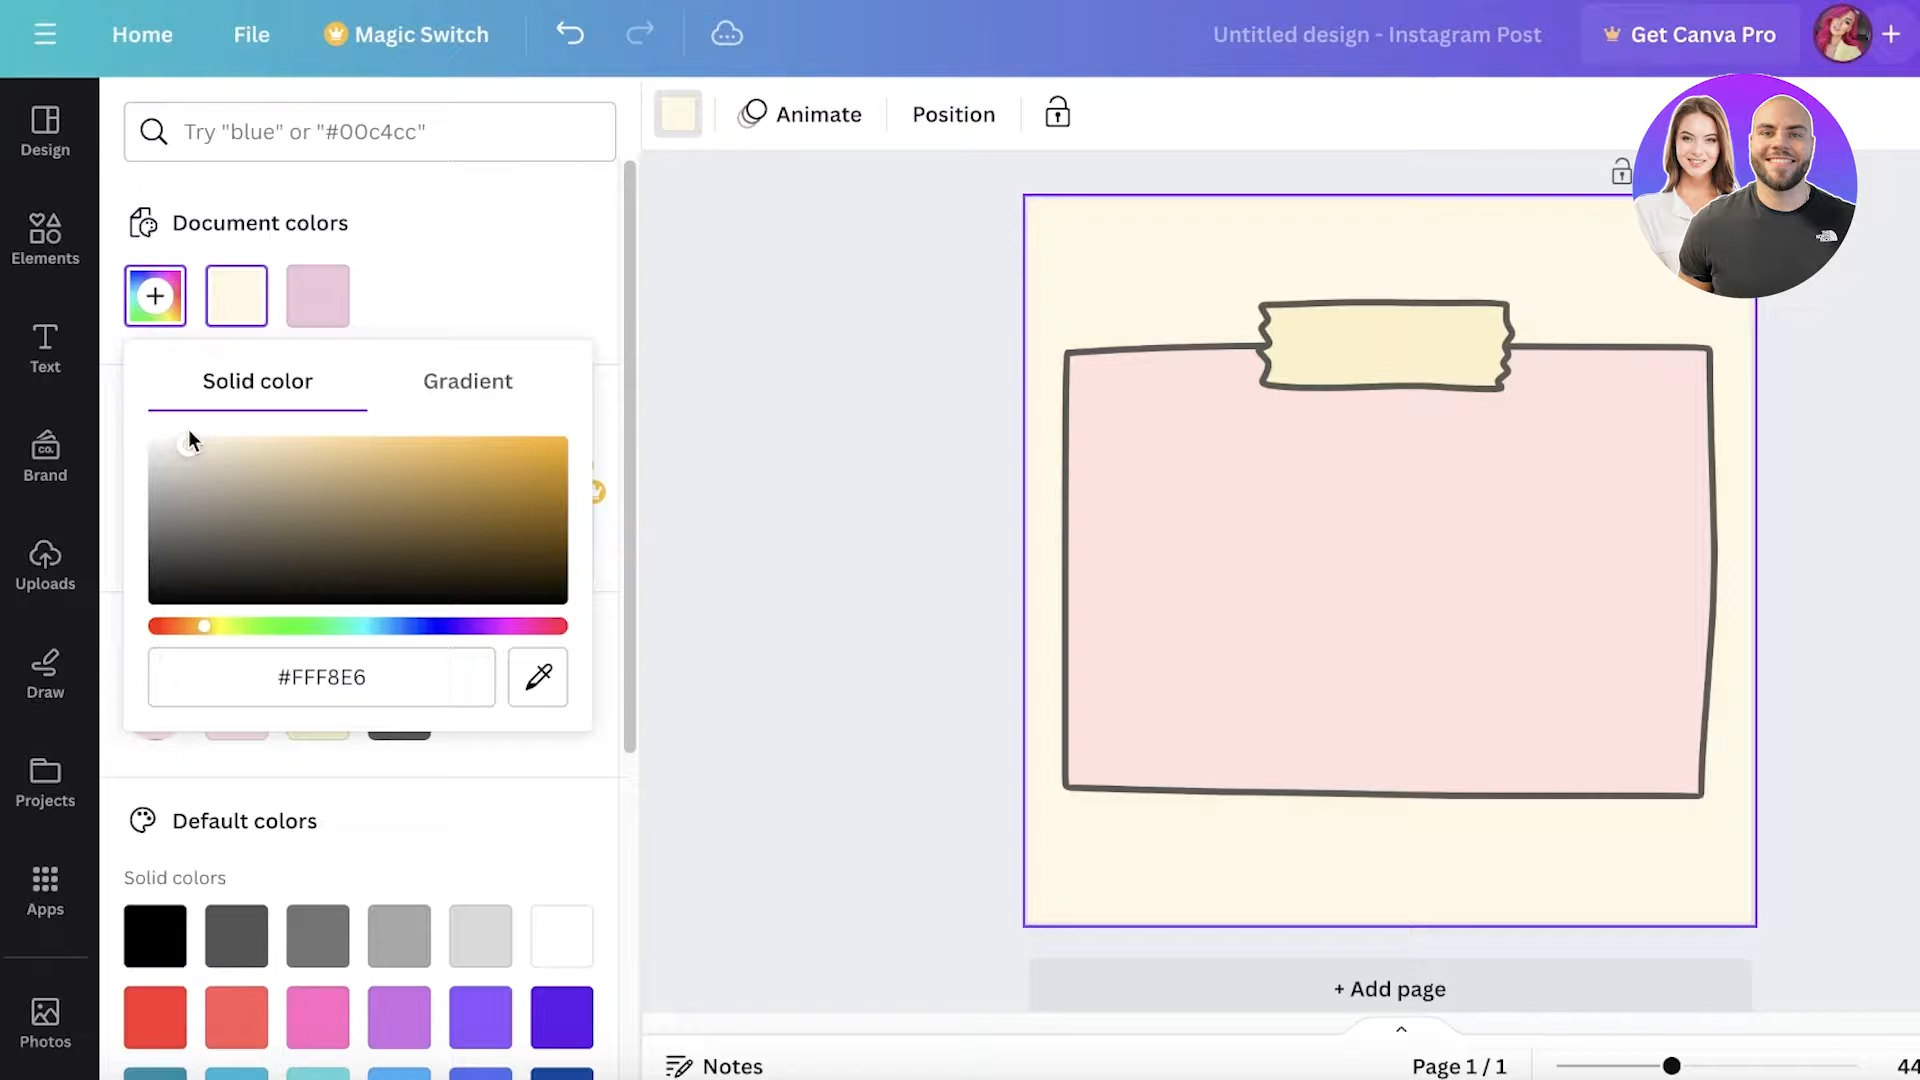 Home
File
Magic Switch
Untitled design - Instagram Post
Get Canva Pro
Design
Elements
Text
Brand
CO.
Uploads
Draw
Projects
Apps
Photos
Try "blue" or "#00c4cc"
Document colors
Solid color
Gradient
#FFF8E6
Default colors
Solid colors
Animate
Position
+ Add page
Notes
Page 1 / 1
44